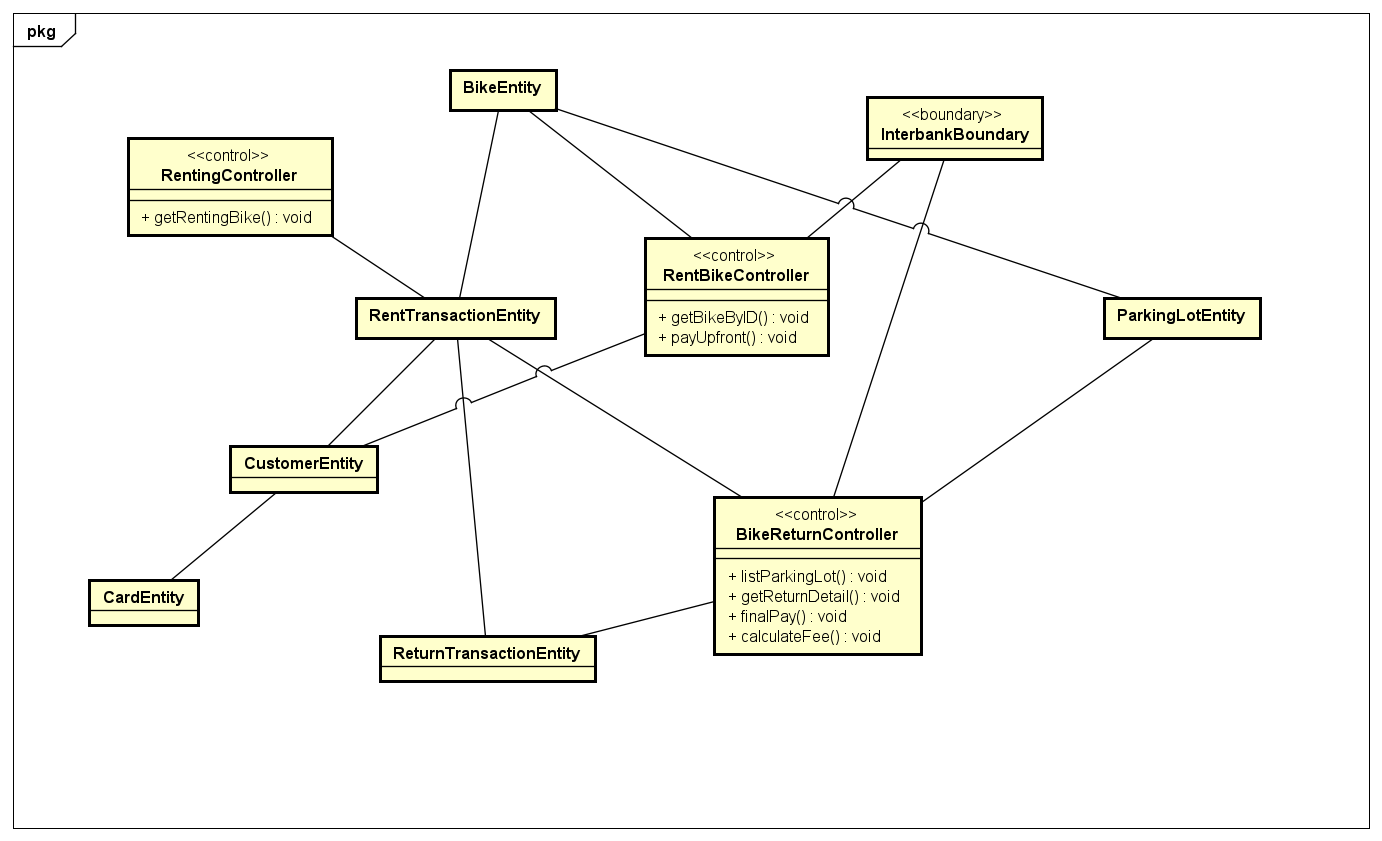 pkg
BikeEntity
<<boundary>>
InterbankBoundary
<<control>>
RentingController
+ getRentingBike() : void
<<control>>
RentBikeController
+ getBikeByID() : void
+ payUpfront() : void
RentTransactionEntity
ParkingLotEntity
CustomerEntity
<<control>>
BikeReturnController
+ listParkingLot() : void
+ getReturnDetail() : void
+ finalPay() : void
+ calculateFee() : void
CardEntity
ReturnTransactionEntity